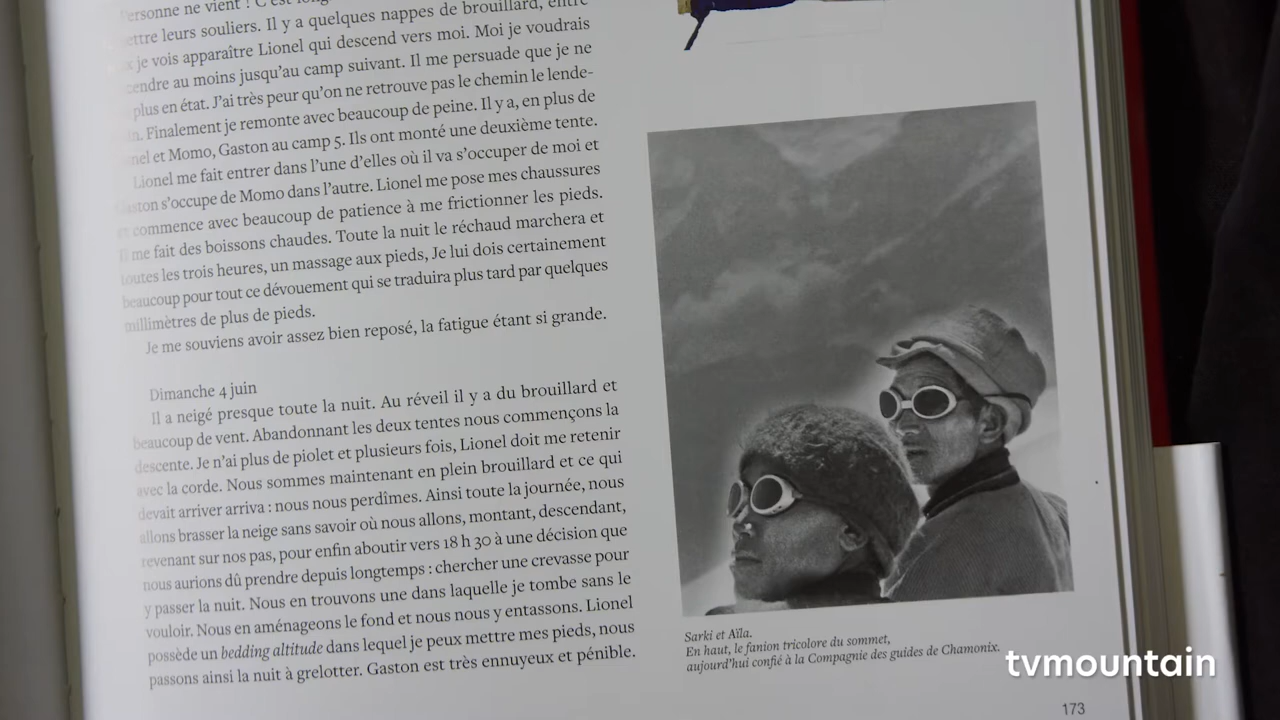 ersonne ne vient !
ettre leurs souliers. Il y a quelques nappes de brouillard, entre
x je vois apparaître Lionel qui descend vers moi. Moi je voudrais
cendre au moins jusqu'au camp suivant. Il me persuade que je ne
plus en état. J'ai très peur qu'on ne retrouve pas le chemin le lende-
n. Finalement je remonte avec beaucoup de peine. Il y a, en plus de
nel et Momo, Gaston au camp 5. Ils ont monté une deuxième tente.
Lionel me fait entrer dans l'une d'elles où il va s'occuper de moi et
Gaston s'occupe de Momo dans l'autre. Lionel me pose mes chaussures
et commence avec beaucoup de patience à me frictionner les pieds.
Il me fait des boissons chaudes. Toute la nuit le réchaud marchera et
toutes les trois heures, un massage aux pieds, Je lui dois certainement
beaucoup pour tout ce dévouement qui se traduira plus tard par quelques
millimètres de plus de pieds.
Je me souviens avoir assez bien reposé, la fatigue étant si grande.
Dimanche 4 juin
Il a neigé presque toute la nuit. Au réveil il y a du brouillard et
beaucoup de vent. Abandonnant les deux tentes nous commençons la
descente. Je n'ai plus de piolet et plusieurs fois, Lionel doit me retenir
avec la corde. Nous sommes maintenant en plein brouillard et ce qui
devait arriver arriva : nous nous perdîmes. Ainsi toute la journée, nous
allons brasser la neige sans savoir où nous allons, montant, descendant,
revenant sur nos pas, pour enfin aboutir vers 18 h 30 à une décision que
nous aurions dû prendre depuis longtemps : chercher une crevasse pour
y passer la nuit. Nous en trouvons une dans laquelle je tombe sans le
vouloir. Nous en aménageons le fond et nous nous y entassons. Lionel
possède un bedding altitude dans lequel je peux mettre mes pieds, nous
passons ainsi la nuit à grelotter. Gaston est très ennuyeux et pénible.
Sarki et Aïla.
En haut, le fanion tricolore du sommet,
aujourd'hui confié à la Compagnie des guides de Chamonix.
tvmountain
173